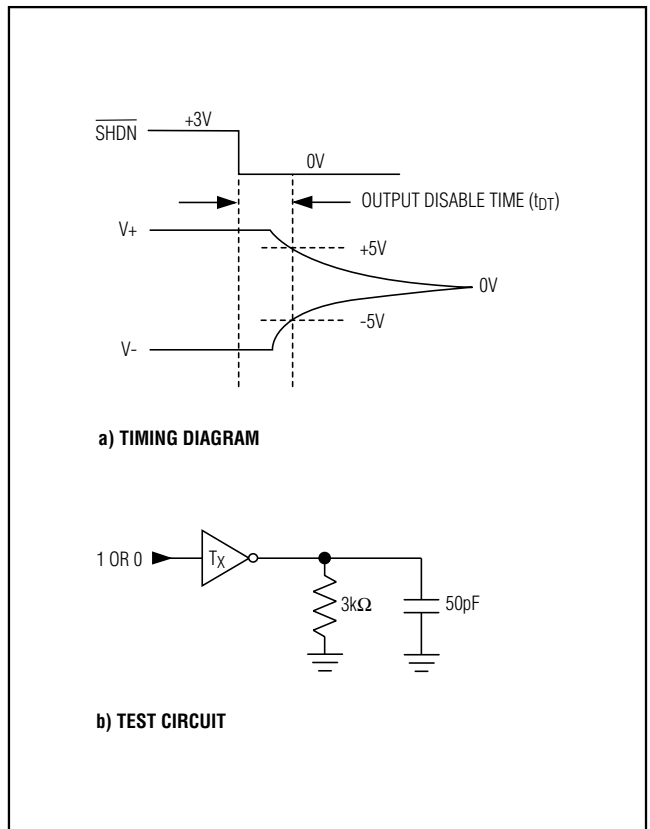 SHDN
+3V
0V
OUTPUT DISABLE TIME (tDT)
V+
+5V
0V
-5V
V-
a) TIMING DIAGRAM
1 OR 0
TX
3kΩ
50pF
b) TEST CIRCUIT